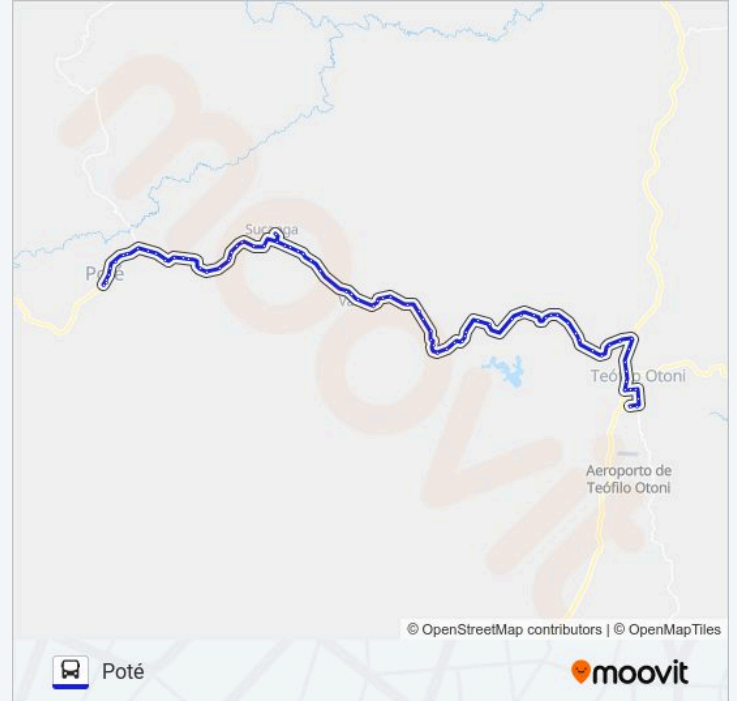 Sucanga
Poté
Teófilo Otoni
Aeroporto de
Teófilo Otoni
© OpenStreetMap contributors | © OpenMapTiles
Poté
moovit